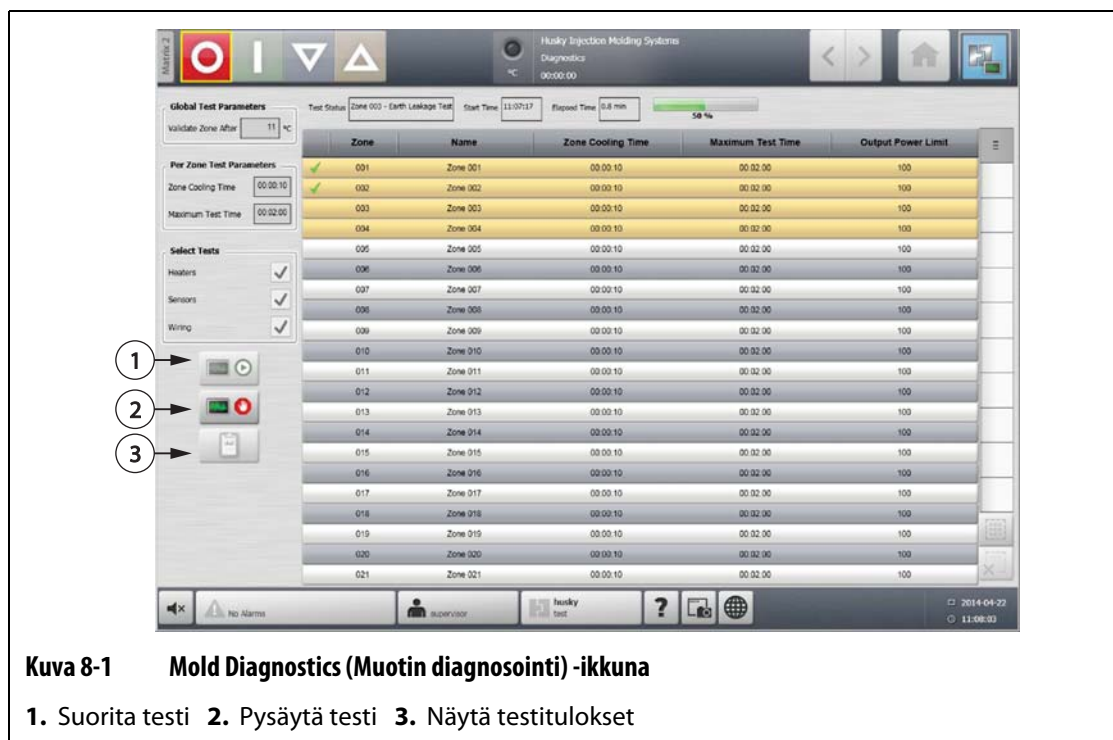 Matrix 2
Husky Injection Molding Systems
Diagnostics
°C 00:00:00
Global Test Parameters
Validate Zone After 11 °C
Test Status Zone 003 - Earth Leakage Test Start Time 11:07:17 Elapsed Time 0.8 min 50 %
Zone Name Zone Cooling Time Maximum Test Time Output Power Limit
Per Zone Test Parameters
Zone Cooling Time 00:00:10
Maximum Test Time 00:02:00
Select Tests
Heaters
Sensors
Wiring
1
2
3
001 Zone 001 00:00:10 00:02:00 100
002 Zone 002 00:00:10 00:02:00 100
003 Zone 003 00:00:10 00:02:00 100
004 Zone 004 00:00:10 00:02:00 100
005 Zone 005 00:00:10 00:02:00 100
006 Zone 006 00:00:10 00:02:00 100
007 Zone 007 00:00:10 00:02:00 100
008 Zone 008 00:00:10 00:02:00 100
009 Zone 009 00:00:10 00:02:00 100
010 Zone 010 00:00:10 00:02:00 100
011 Zone 011 00:00:10 00:02:00 100
012 Zone 012 00:00:10 00:02:00 100
013 Zone 013 00:00:10 00:02:00 100
014 Zone 014 00:00:10 00:02:00 100
015 Zone 015 00:00:10 00:02:00 100
016 Zone 016 00:00:10 00:02:00 100
017 Zone 017 00:00:10 00:02:00 100
018 Zone 018 00:00:10 00:02:00 100
019 Zone 019 00:00:10 00:02:00 100
020 Zone 020 00:00:10 00:02:00 100
021 Zone 021 00:00:10 00:02:00 100
No Alarms
supervisor
husky
test
?
2014-04-22
11:08:03
Kuva 8-1 Mold Diagnostics (Muotin diagnosointi) -ikkuna
1. Suorita testi 2. Pysäytä testi 3. Näytä testitulokset